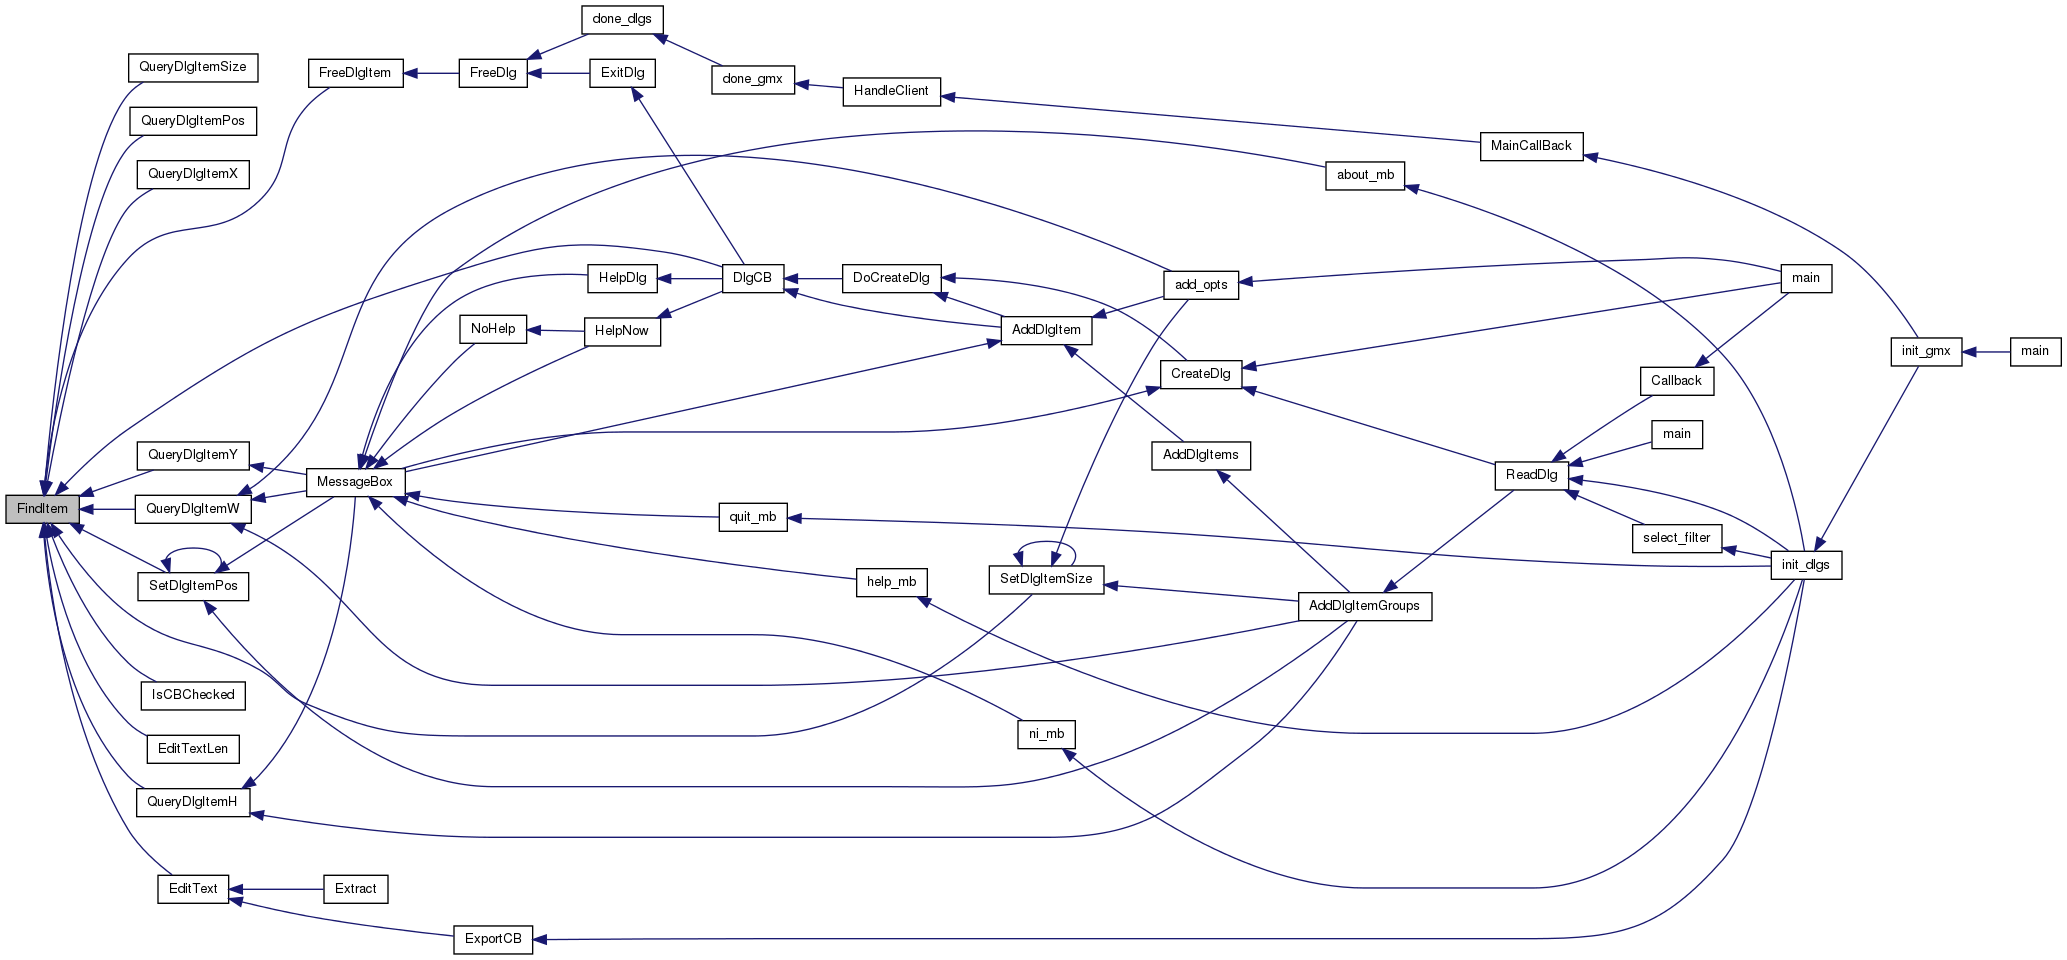 done_dlgs
QueryDlgItemSize
FreeDlgItem
FreeDlg
ExitDlg
done_gmx
HandleClient
QueryDlgItemPos
MainCallBack
QueryDlgItemX
about_mb
HelpDlg
DlgCB
DoCreateDlg
add_opts
main
NoHelp
HelpNow
AddDlgItem
init_gmx
main
CreateDlg
Callback
main
QueryDlgItemY
AddDlgItems
MessageBox
ReadDlg
FindItem
QueryDlgItemW
quit_mb
select_filter
init_dlgs
SetDlgItemPos
help_mb
SetDlgItemSize
AddDlgItemGroups
IsCBChecked
ni_mb
EditTextLen
QueryDlgItemH
EditText
Extract
ExportCB